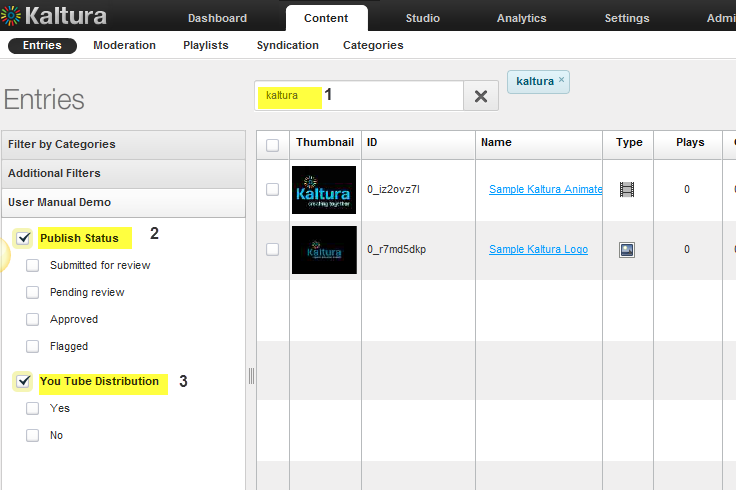 Kaltura Dashboard Content Studio Analytics Settings Admi
Entries Moderation Playlists Syndication Categories
kaltura 1 kaltura ×
Entries
Filter by Categories
Additional Filters
User Manual Demo
Publish Status 2
Submitted for review
Pending review
Approved
Flagged
You Tube Distribution 3
Yes
No
Thumbnail ID Name Type Plays
Kaltura
creating together
0_iz2ovz7l Sample Kaltura Animate 0
Kaltura
0_r7md5dkp Sample Kaltura Logo 0